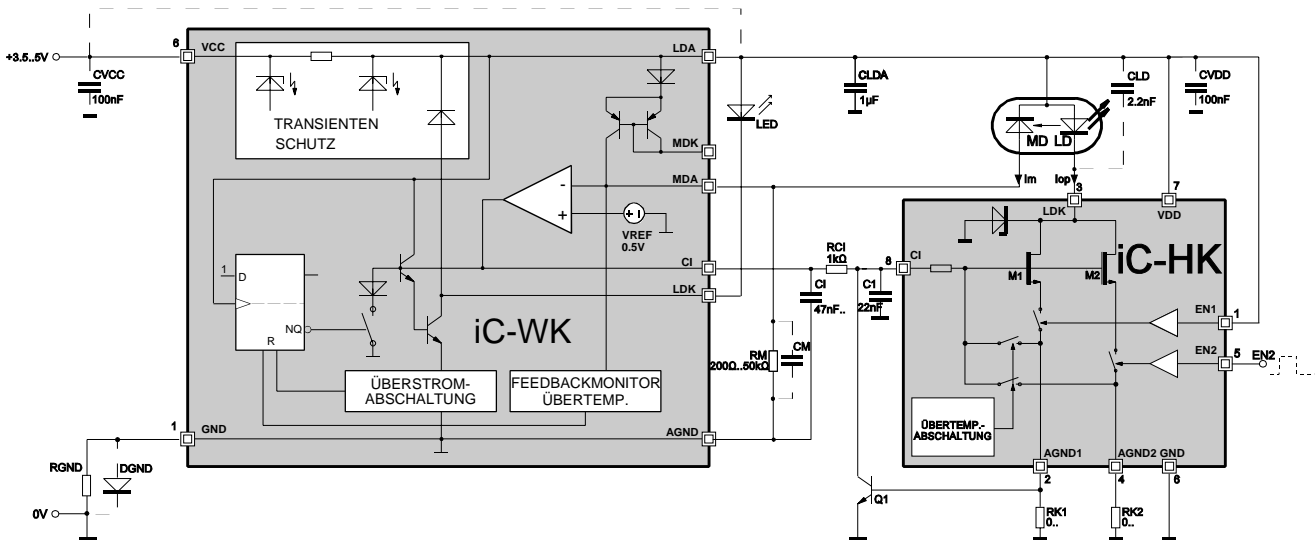 +3.5..5V
CVCC
100nF
6
VCC
TRANSIENTEN
SCHUTZ
LDA
MDK
MDA
VREF
0.5V
CI
LDK
1
D
NQ
R
iC-WK
ÜBERSTROM-
ABSCHALTUNG
FEEDBACKMONITOR
ÜBERTEMP.
1
GND
AGND
RGND
DGND
0V
LED
CLDA
1µF
CLD
2.2nF
CVDD
100nF
MD LD
Im
Iop
3
LDK
7
VDD
iC-HK
RCI
1kΩ
8
CI
M1
M2
CI
47nF..
C1
22nF
RM
200Ω..50kΩ
CM
EN1
1
EN2
5
EN2
ÜBERTEMP.-
ABSCHALTUNG
AGND1
AGND2
GND
2
4
6
Q1
RK1
0..
RK2
0..